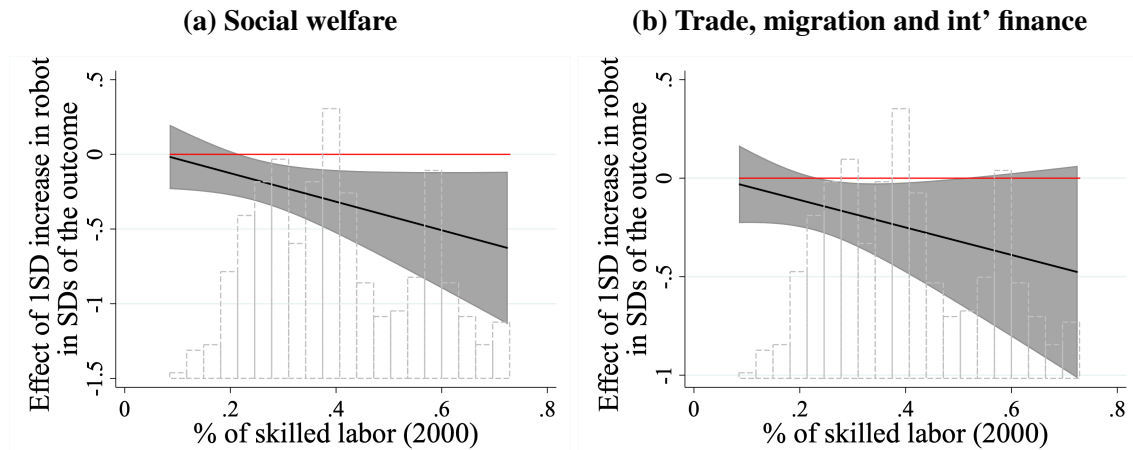 (a) Social welfare
Effect of 1SD increase in robot
in SDs of the outcome
.5
0
-.5
-1
-1.5
0 .2 .4 .6 .8
% of skilled labor (2000)
(b) Trade, migration and int' finance
Effect of 1SD increase in robot
in SDs of the outcome
.5
0
-.5
-1
0 .2 .4 .6 .8
% of skilled labor (2000)